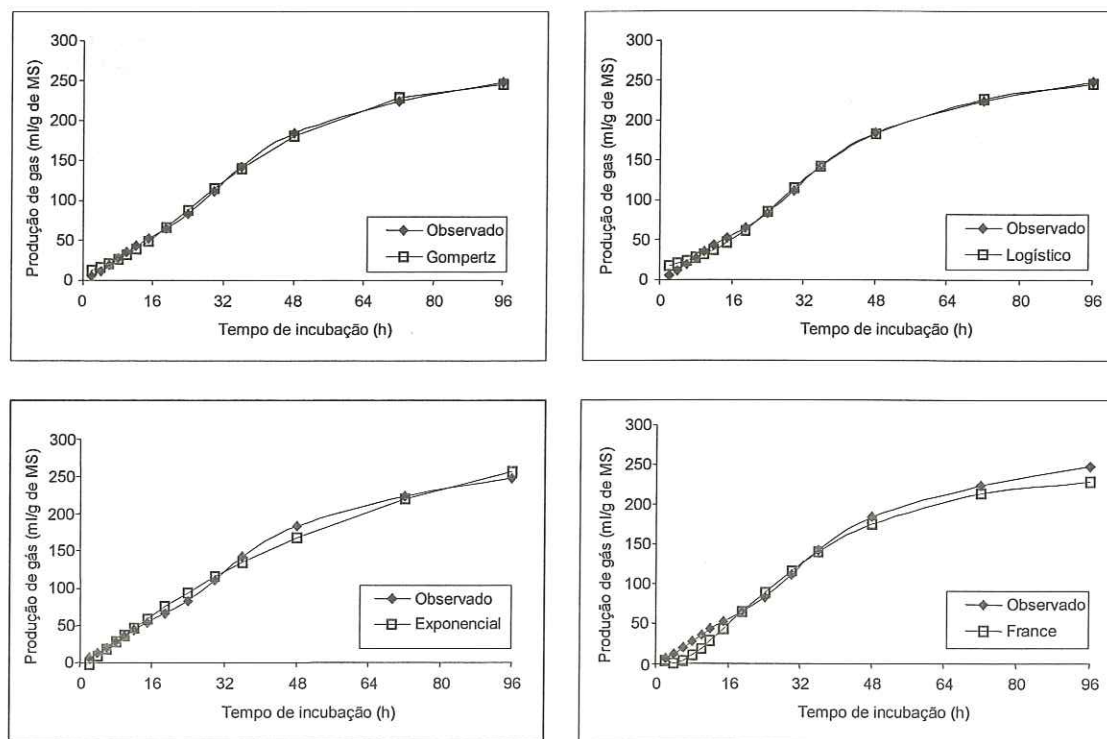 300
250
200
150
100
50
0
Produção de gas (ml/g de MS)
0 16 32 48 64 80 96
Tempo de incubação (h)
Observado
Gompertz
300
250
200
150
100
50
0
Produção de gas (ml/g de MS)
0 16 32 48 64 80 96
Tempo de incubação (h)
Observado
Logístico
300
250
200
150
100
50
0
Produção de gás (ml/g de MS)
0 16 32 48 64 80 96
Tempo de incubação (h)
Observado
Exponencial
300
250
200
150
100
50
0
Produção de gás (ml/g de MS)
0 16 32 48 64 80 96
Tempo de incubação (h)
Observado
France